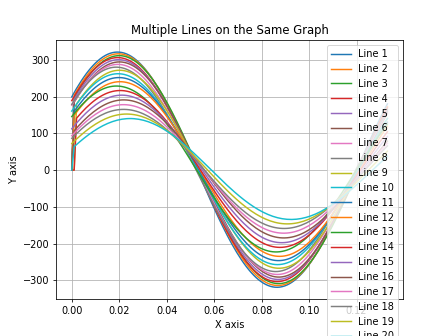 Multiple Lines on the Same Graph
Y axis
300
200
100
0
−100
−200
−300
0.00
0.02
0.04
0.06
0.08
0.10
X axis
Line 1
Line 2
Line 3
Line 4
Line 5
Line 6
Line 7
Line 8
Line 9
Line 10
Line 11
Line 12
Line 13
Line 14
Line 15
Line 16
Line 17
Line 18
Line 19
Line 20